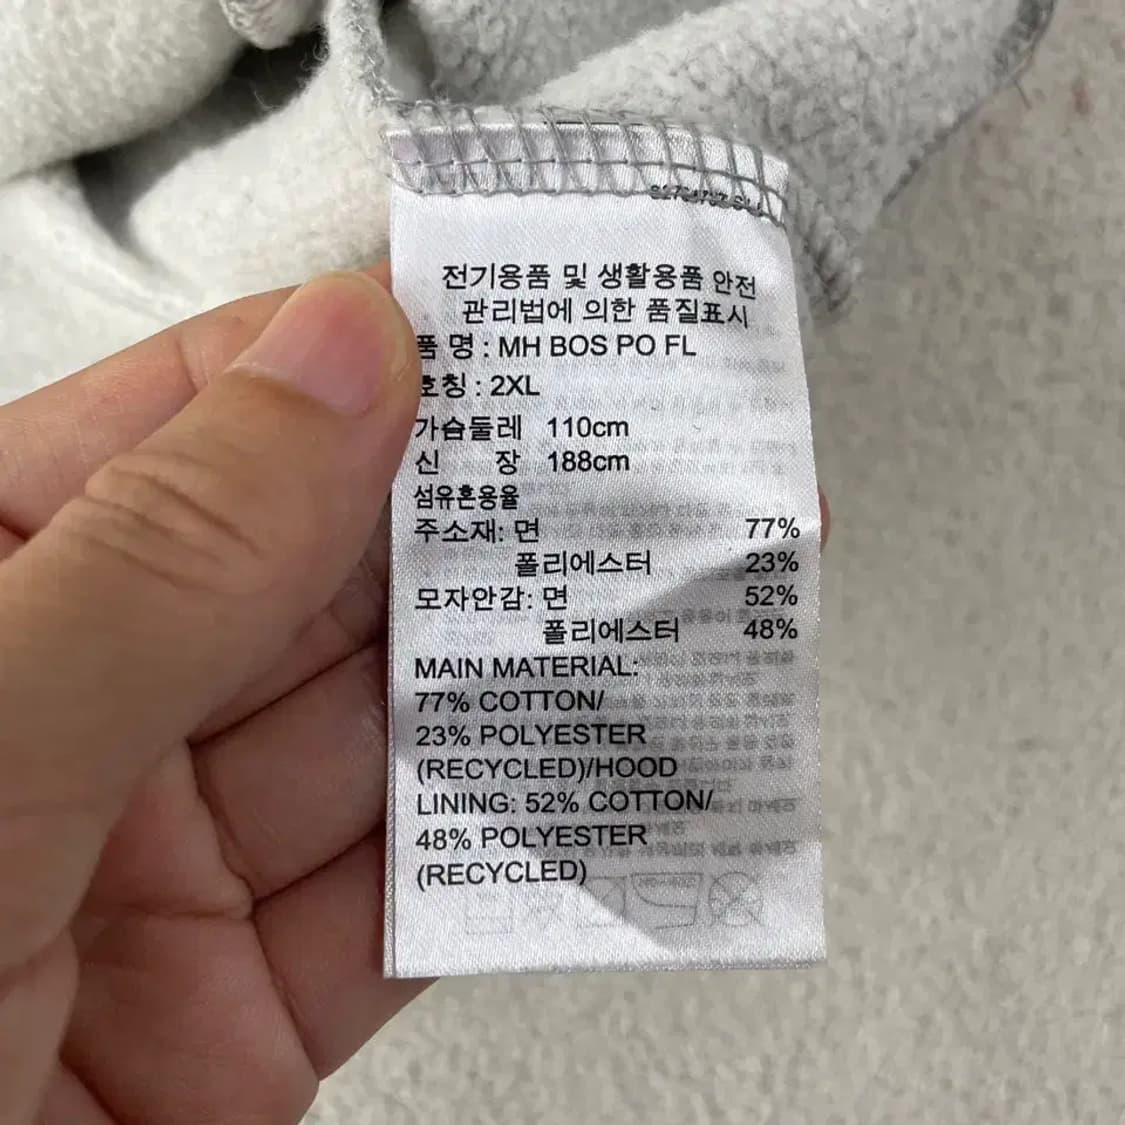 전기용품 및 생활용품 안전
관리법에 의한 품질표시
품 명 : MH BOS PO FL
호칭 : 2XL
가슴둘레 110cm
신 장 188cm
섬유혼용율
주소재: 면 77%
폴리에스터 23%
모자안감: 면 52%
폴리에스터 48%
MAIN MATERIAL:
77% COTTON/
23% POLYESTER
(RECYCLED)/HOOD
LINING: 52% COTTON/
48% POLYESTER
(RECYCLED)